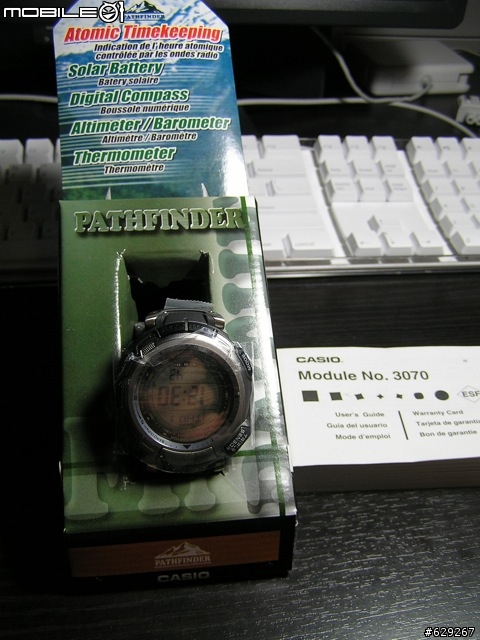 MOBILE01
PATHFINDER
Atomic Timekeeping
Indication de l'heure atomique
contrôlée par les ondes radio
Solar Battery
Batery solaire
Digital Compass
Boussole numérique
Altimeter / Barometer
Altimètre / Baromètre
Thermometer
Thermomètre
PATHFINDER
CASIO
Module No. 3070
ESF
User's Guide
Guía del usuario
Mode d'emploi
Warranty Card
Tarjeta de garantía
Bon de garantie
PATHFINDER
CASIO
#629267